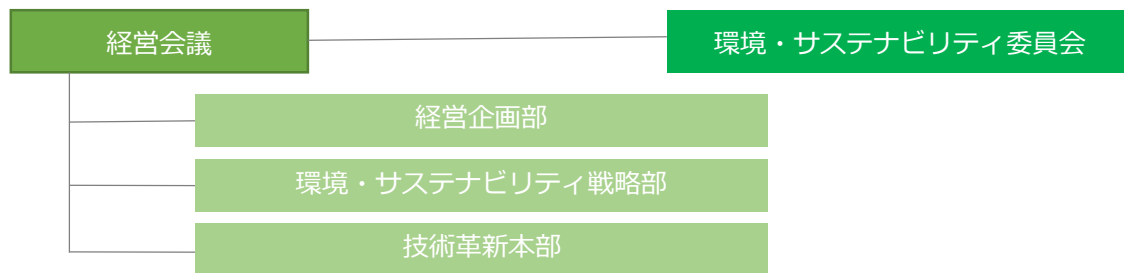 経営会議
環境・サステナビリティ委員会
経営企画部
環境・サステナビリティ戦略部
技術革新本部